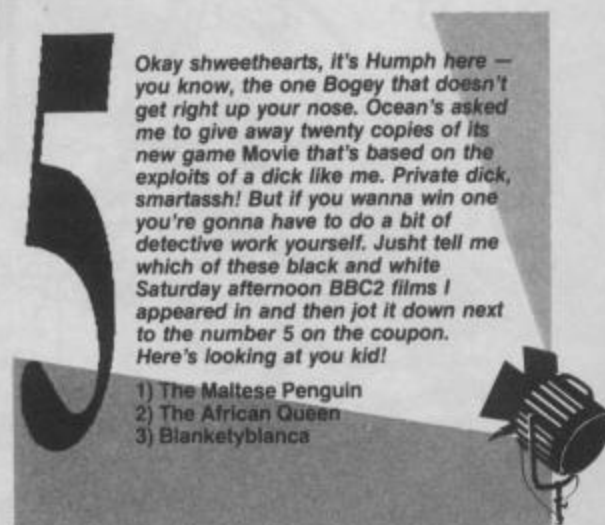 5
Okay shweethearts, it's Humph here —
you know, the one Bogey that doesn't
get right up your nose. Ocean's asked
me to give away twenty copies of its
new game Movie that's based on the
exploits of a dick like me. Private dick,
smartassh! But if you wanna win one
you're gonna have to do a bit of
detective work yourself. Jusht tell me
which of these black and white
Saturday afternoon BBC2 films I
appeared in and then jot it down next
to the number 5 on the coupon.
Here's looking at you kid!
1) The Maltese Penguin
2) The African Queen
3) Blanketyblanca